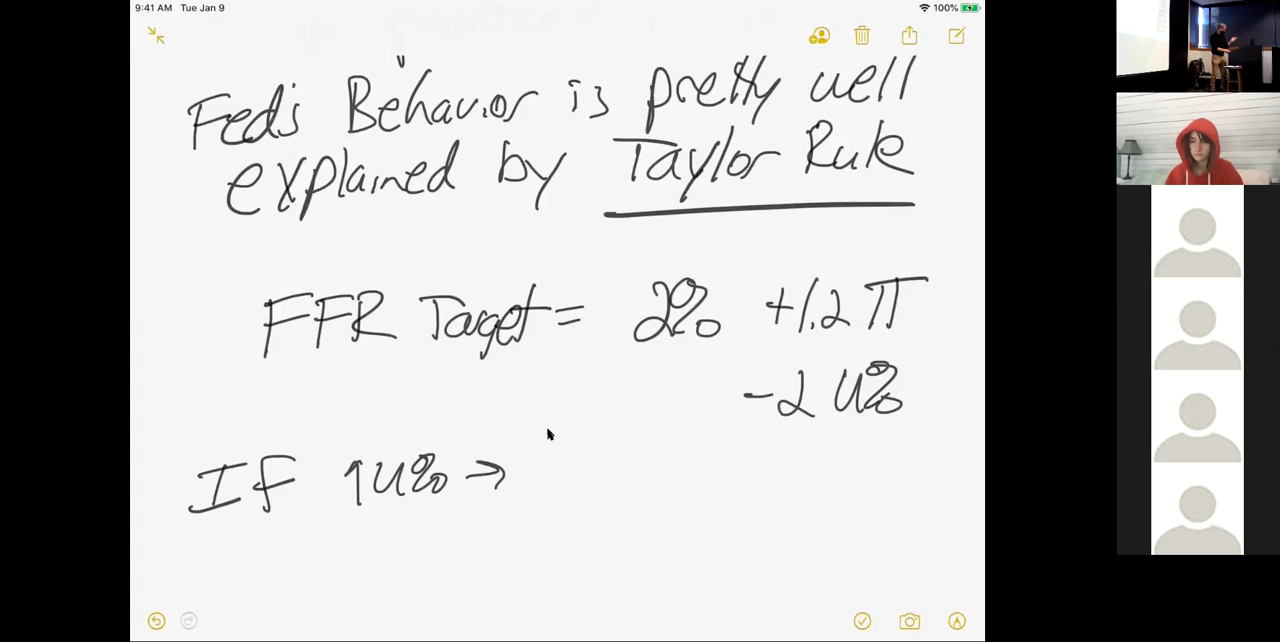 9:41 AM Tue Jan 9
100%
Fed's Behavior is pretty well
explained by Taylor Rule
FFR Target = 2% +1.2 π
-2 U%
If ↑U% →